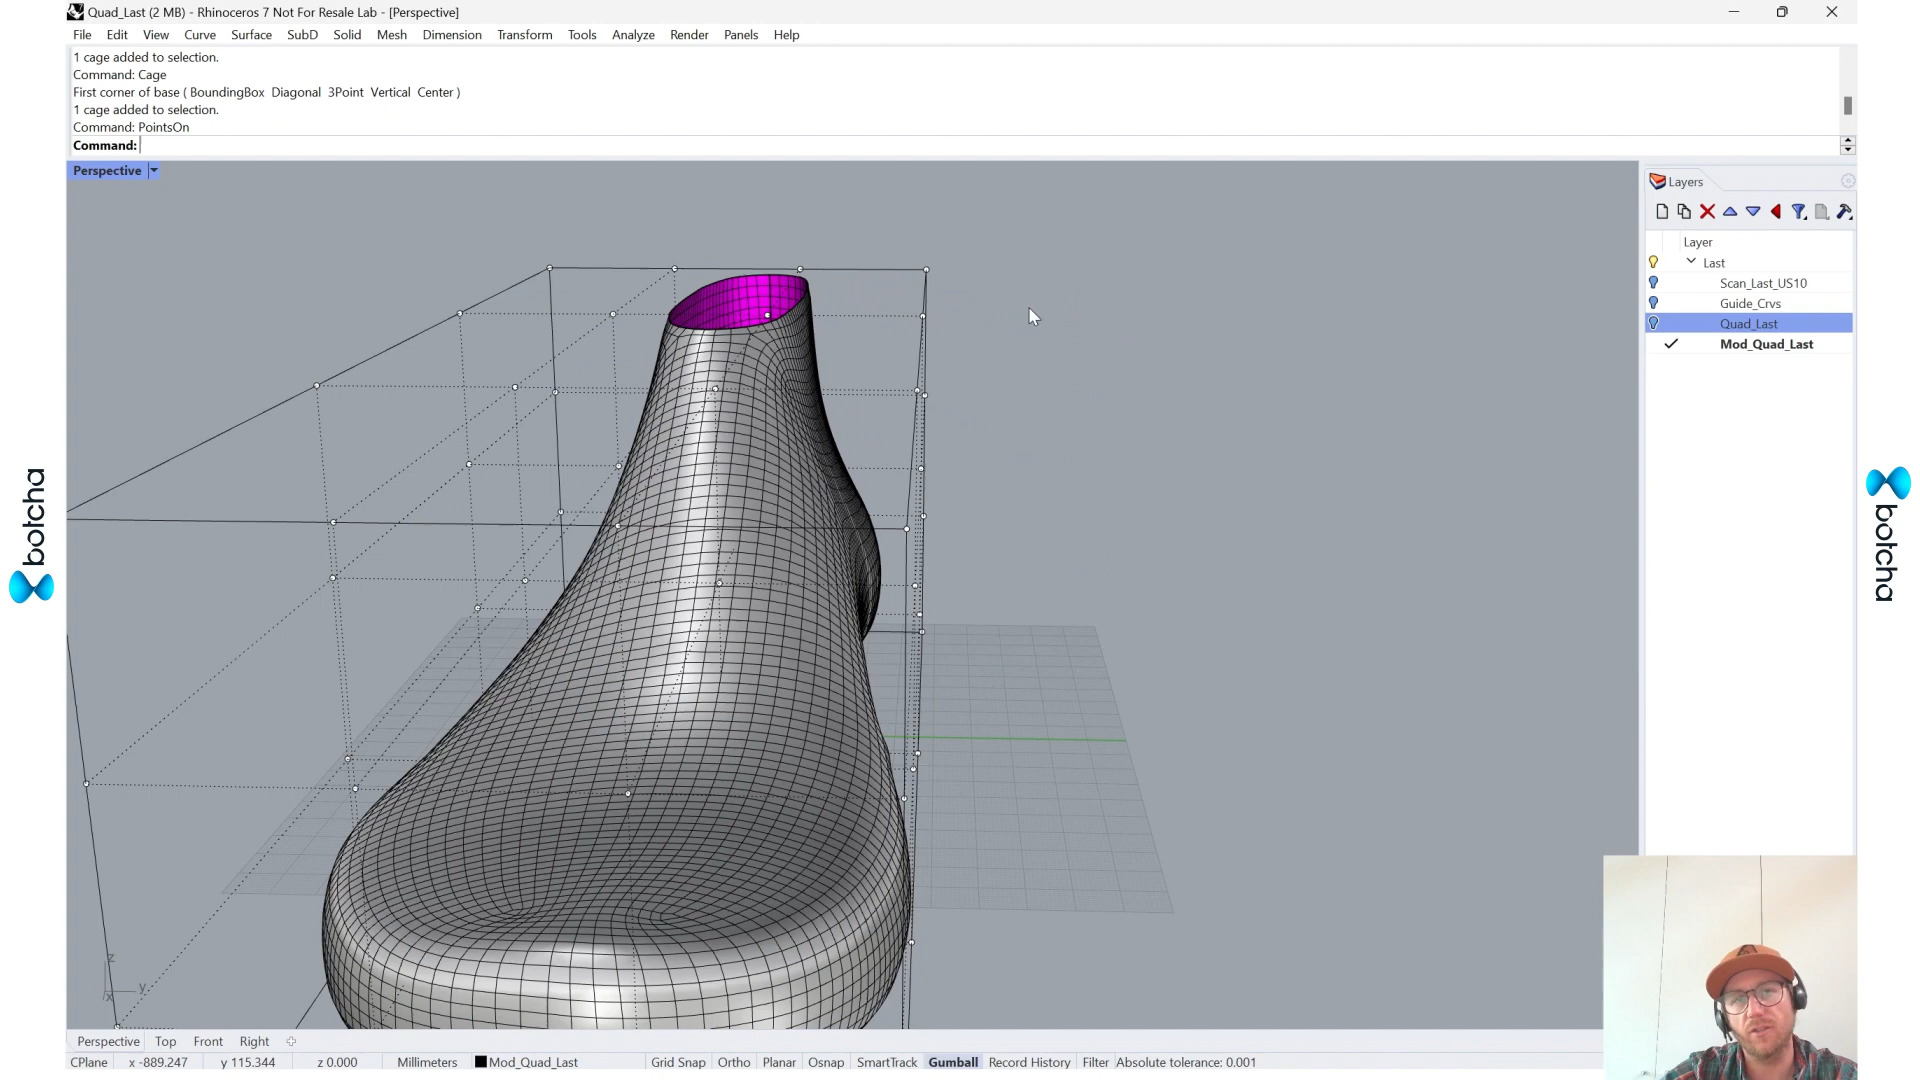 Quad_Last (2 MB) - Rhinoceros 7 Not For Resale Lab - [Perspective]
File Edit View Curve Surface SubD Solid Mesh Dimension Transform Tools Analyze Render Panels Help
1 cage added to selection.
Command: Cage
First corner of base ( BoundingBox Diagonal 3Point Vertical Center )
1 cage added to selection.
Command: PointsOn
Command:
Perspective
Layers
Layer
Last
Scan_Last_US10
Guide_Crvs
Quad_Last
Mod_Quad_Last
botcha
botcha
z
y
x
Perspective Top Front Right
CPlane x -889.247 y 115.344 z 0.000 Millimeters Mod_Quad_Last Grid Snap Ortho Planar Osnap SmartTrack Gumball Record History Filter Absolute tolerance: 0.001